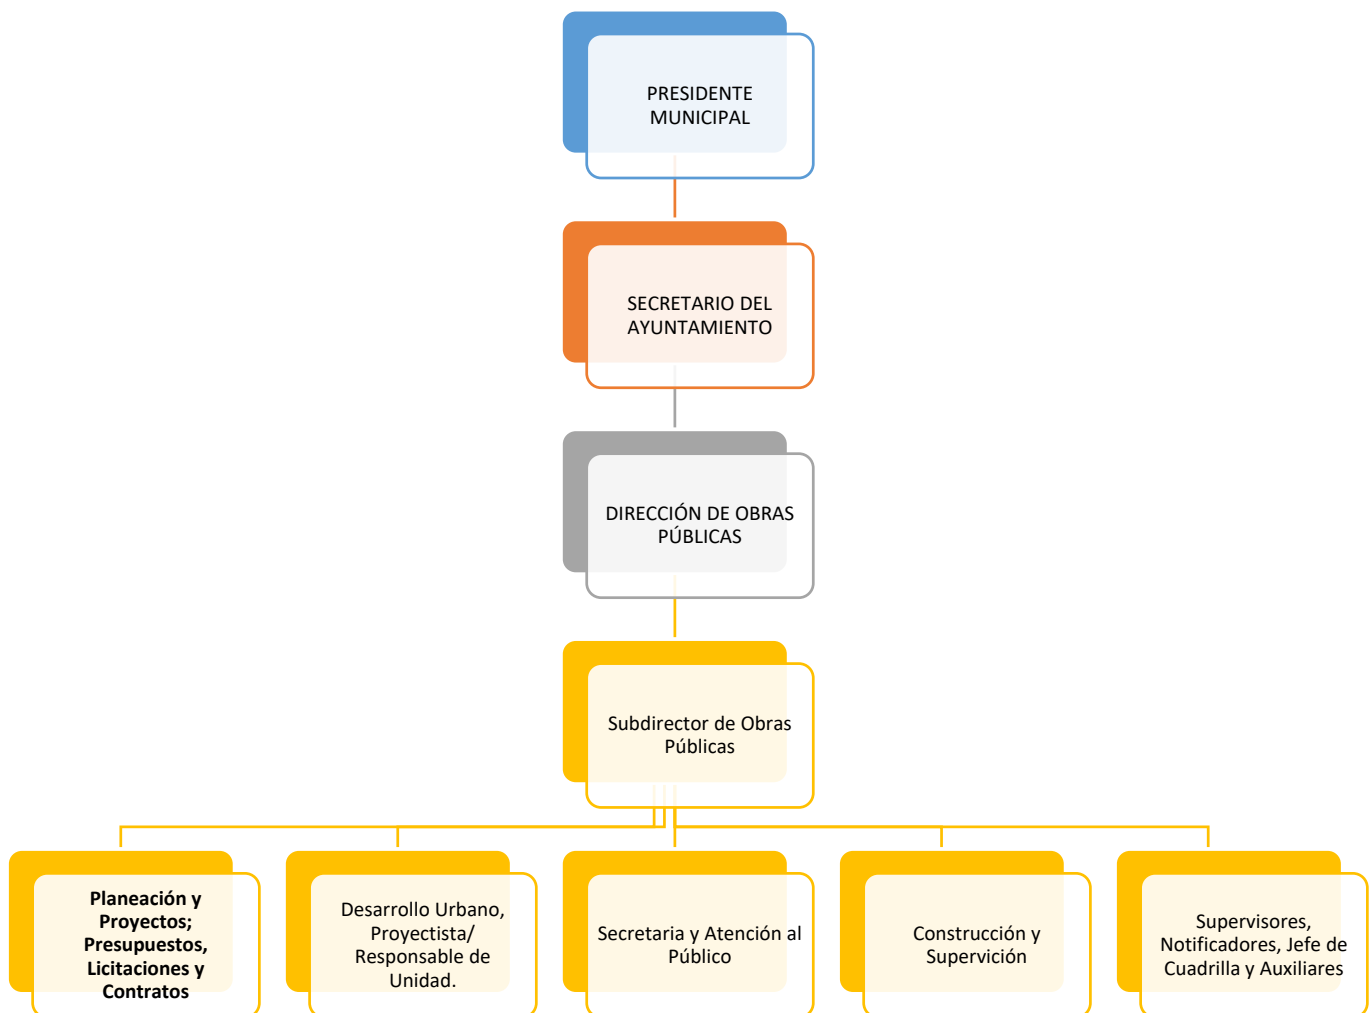 PRESIDENTE
MUNICIPAL
SECRETARIO DEL
AYUNTAMIENTO
DIRECCIÓN DE OBRAS
PÚBLICAS
Subdirector de Obras
Públicas
Planeación y
Proyectos;
Presupuestos,
Licitaciones y
Contratos
Desarrollo Urbano,
Proyectista/
Responsable de
Unidad.
Secretaria y Atención al
Público
Construcción y
Supervición
Supervisores,
Notificadores, Jefe de
Cuadrilla y Auxiliares